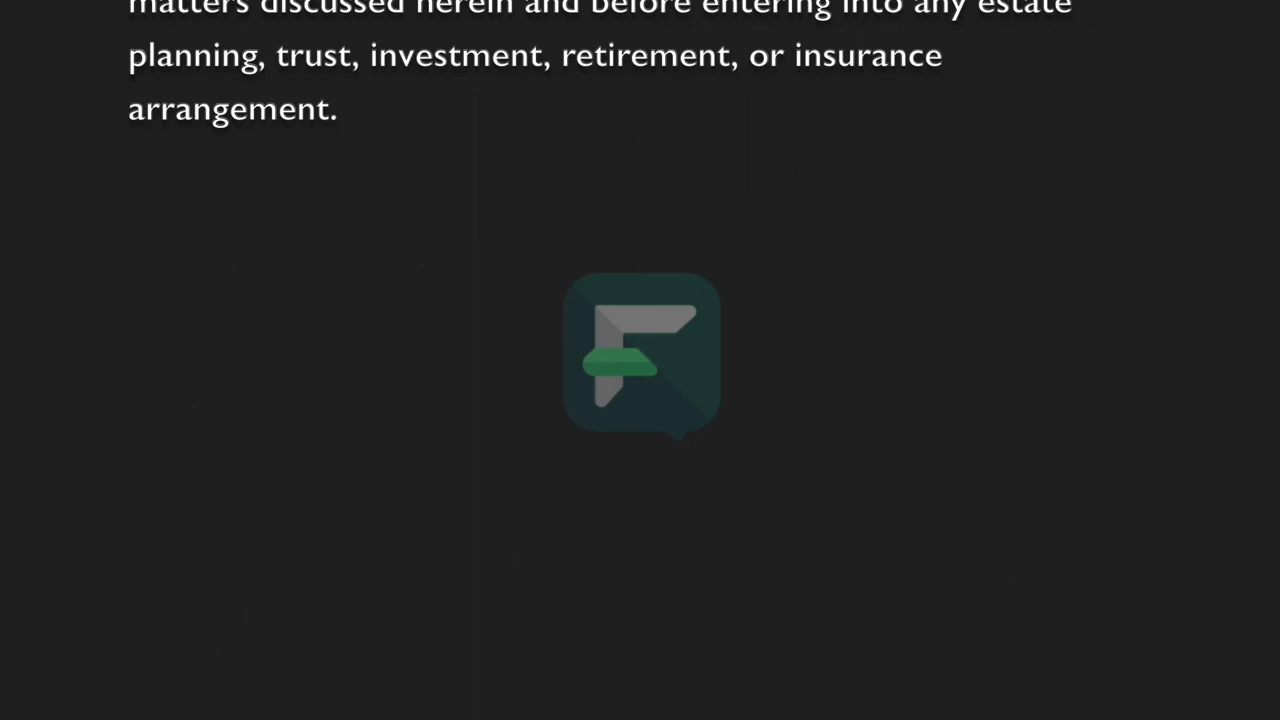 matters discussed herein and before entering into any estate
planning, trust, investment, retirement, or insurance
arrangement.